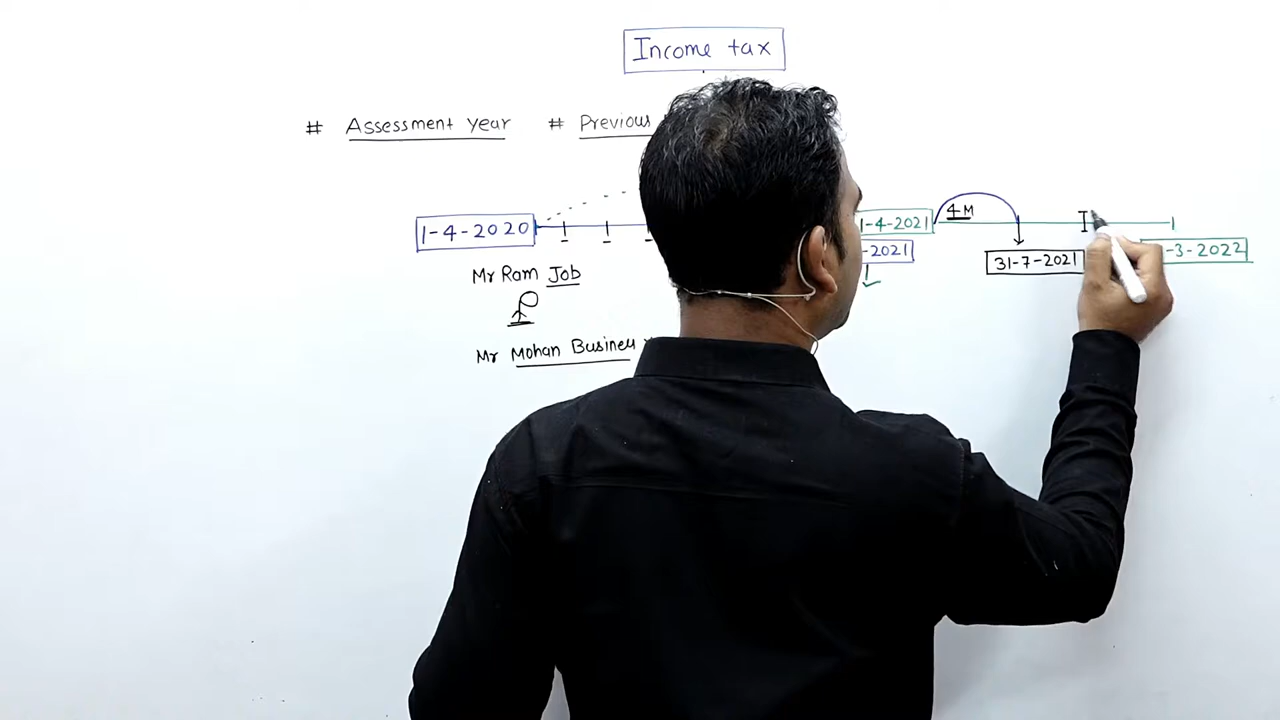 Income tax
# Assessment year # Previous
1-4-2020 1-4-2021 4M I
-2021 31-7-2021 -3-2022
Mr Ram Job
Mr Mohan Busines